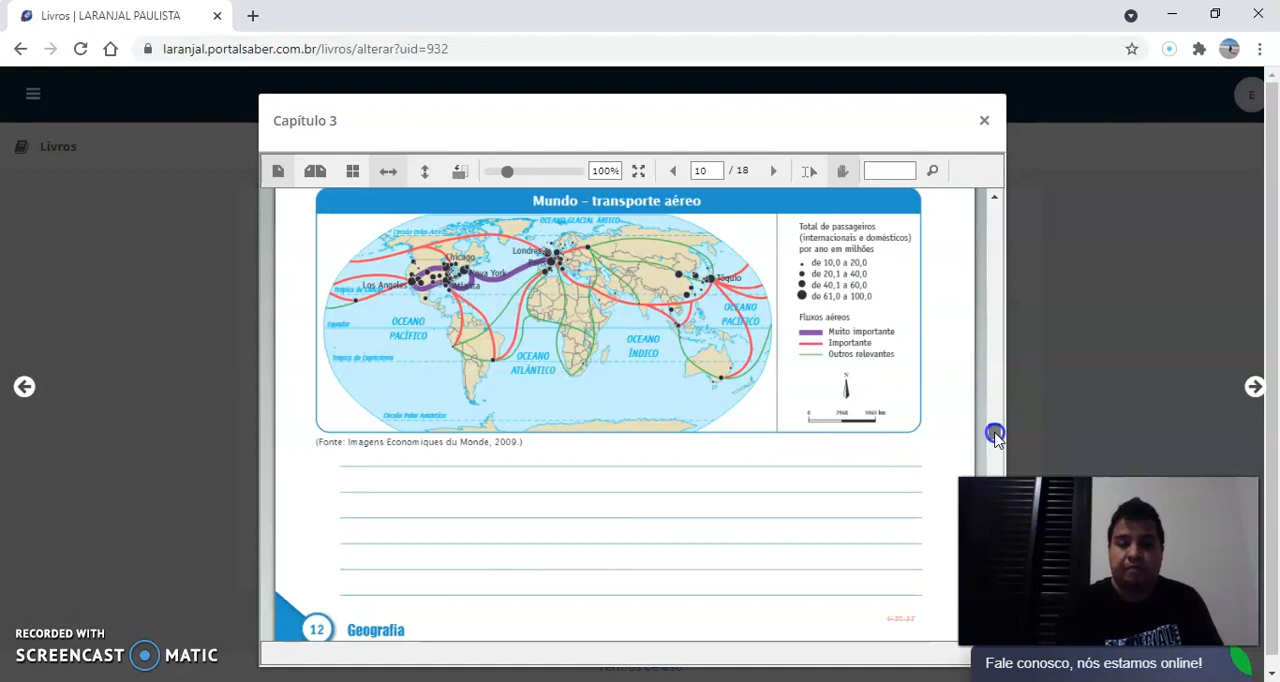 Livros | LARANJAL PAULISTA
laranjal.portalsaber.com.br/livros/alterar?uid=932
E
Livros
Capítulo 3
100%
10 / 18
Mundo – transporte aéreo
OCEANO GLACIAL ÁRTICO
Círculo Polar Ártico
Londres
Chicago
Nova York
Los Angeles
Atlanta
Tóquio
Trópico de Câncer
OCEANO PACÍFICO
OCEANO PACÍFICO
Equador
OCEANO ÍNDICO
OCEANO ATLÂNTICO
Trópico de Capricórnio
Círculo Polar Antártico
Total de passageiros
(internacionais e domésticos)
por ano em milhões
de 10,0 a 20,0
de 20,1 a 40,0
de 40,1 a 60,0
de 61,0 a 100,0
Fluxos aéreos
Muito importante
Importante
Outros relevantes
N
0 2968 5963 km
(Fonte: Imagens Economiques du Monde, 2009.)
12 Geografia
RECORDED WITH
SCREENCAST MATIC
Fale conosco, nós estamos online!